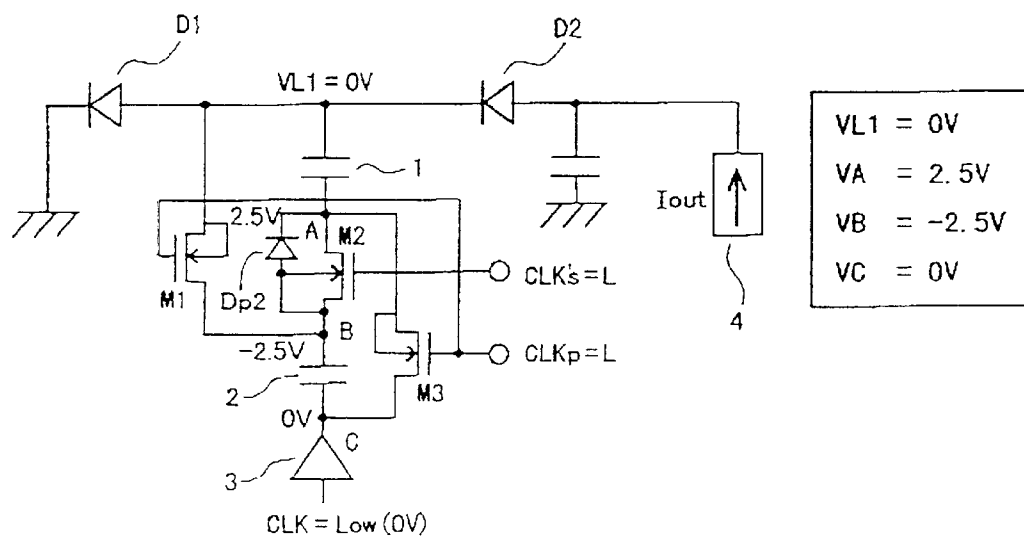 D1
D2
VL1 = 0V
VL1 = 0V
VA = 2.5V
VB = -2.5V
VC = 0V
1
Iout
2.5V
A
M2
M1
Dp2
CLK's=L
4
B
-2.5V
CLKp=L
2
M3
0V
C
3
CLK = Low (0V)